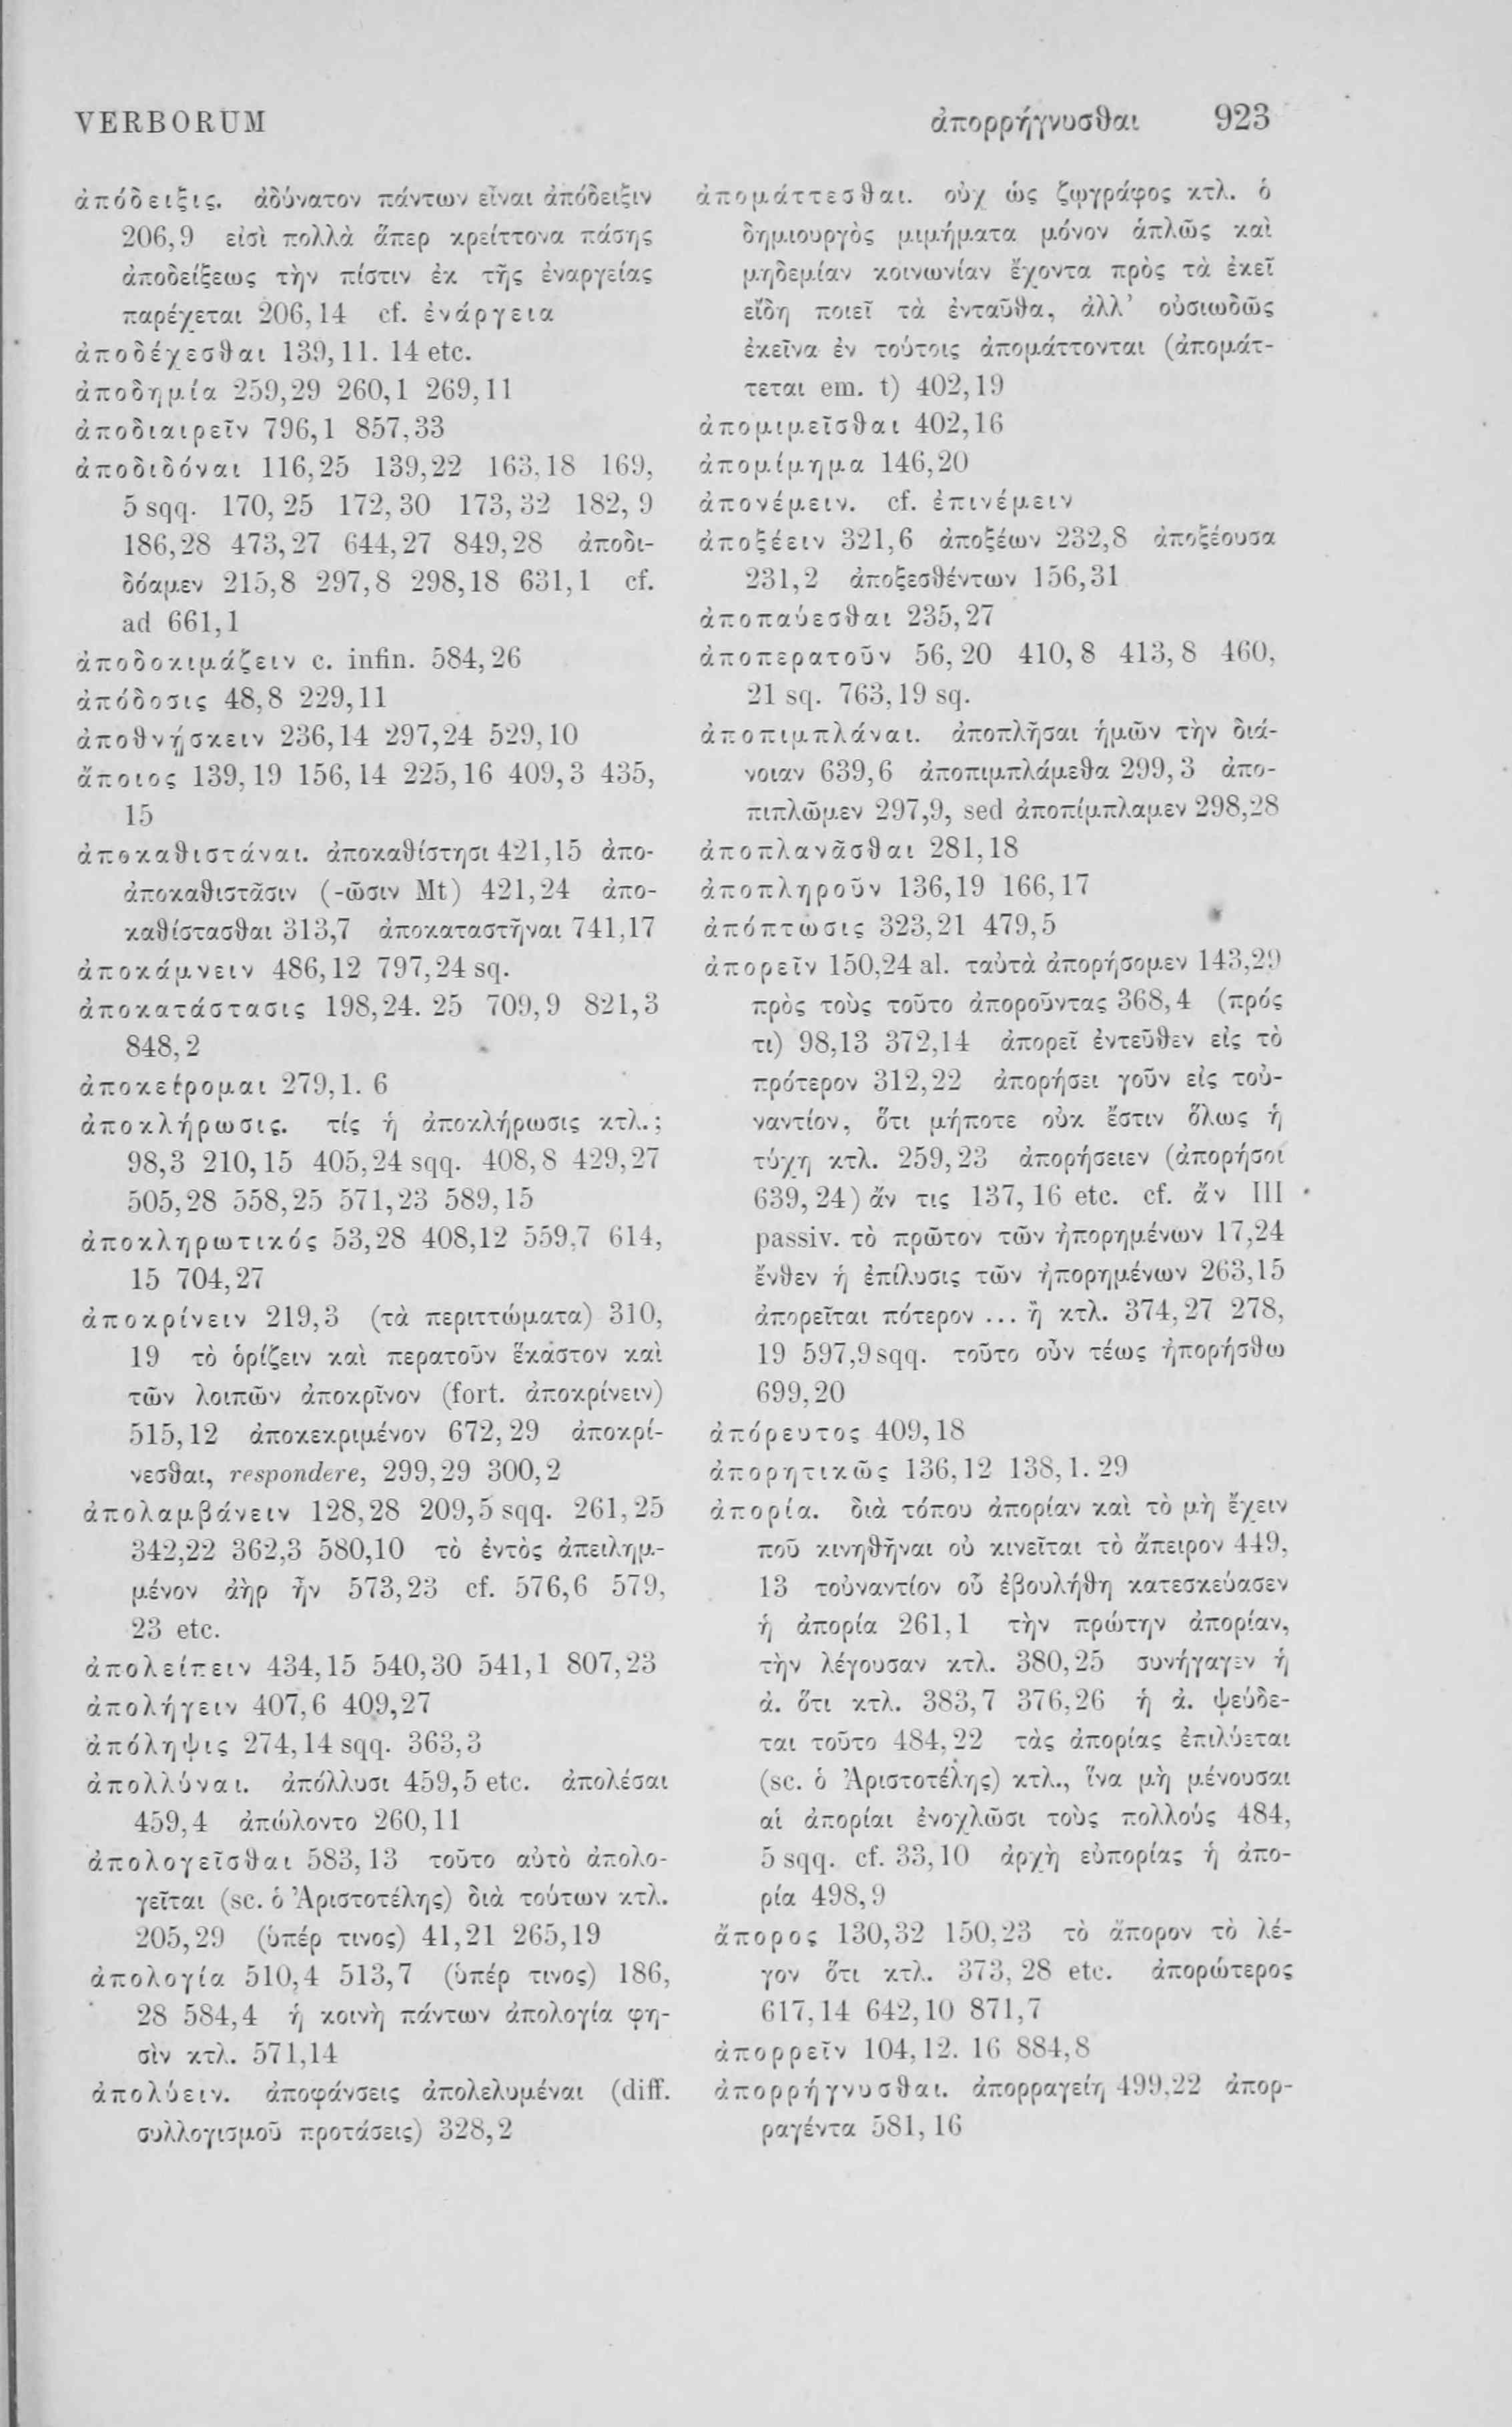 VERBORUM
ἀπορρήγνυσθαι 923
ἀπόδειξις. ἀδύνατον πάντων εἶναι ἀπόδειξιν
206,9 εἰσὶ πολλὰ ἅπερ κρείττονα πάσης
ἀποδείξεως τὴν πίστιν ἐκ τῆς ἐναργείας
παρέχεται 206,14 cf. ἐνάργεια
ἀποδέχεσθαι 139,11. 14 etc.
ἀποδημία 259,29 260,1 269,11
ἀποδιαιρεῖν 796,1 857,33
ἀποδιδόναι 116,25 139,22 163,18 169,
5 sqq. 170,25 172,30 173,32 182,9
186,28 473,27 644,27 849,28 ἀποδι-
δόαμεν 215,8 297,8 298,18 631,1 cf.
ad 661,1
ἀποδοκιμάζειν c. infin. 584,26
ἀπόδοσις 48,8 229,11
ἀποθνῄσκειν 236,14 297,24 529,10
ἄποιος 139,19 156,14 225,16 409,3 435,
15
ἀποκαθιστάναι. ἀποκαθίστησι 421,15 ἀπο-
ἀποκαθιστᾶσιν (-ῶσιν Mt) 421,24 ἀπο-
καθίστασθαι 313,7 ἀποκαταστῆναι 741,17
ἀποκάμνειν 486,12 797,24 sq.
ἀποκατάστασις 198,24. 25 709,9 821,3
848,2
ἀποκείρομαι 279,1. 6
ἀποκλήρωσις. τίς ἡ ἀποκλήρωσις κτλ.;
98,3 210,15 405,24 sqq. 408,8 429,27
505,28 558,25 571,23 589,15
ἀποκληρωτικός 53,28 408,12 559,7 614,
15 704,27
ἀποκρίνειν 219,3 (τὰ περιττώματα) 310,
19 τὸ ὁρίζειν καὶ περατοῦν ἕκάστον καὶ
τῶν λοιπῶν ἀποκρῖνον (fort. ἀποκρίνειν)
515,12 ἀποκεκριμένον 672,29 ἀποκρί-
νεσθαι, respondere, 299,29 300,2
ἀπολαμβάνειν 128,28 209,5 sqq. 261,25
342,22 362,3 580,10 τὸ ἐντὸς ἀπειλημ-
μένον ἀὴρ ἦν 573,23 cf. 576,6 579,
23 etc.
ἀπολείπειν 434,15 540,30 541,1 807,23
ἀπολήγειν 407,6 409,27
ἀπόληψις 274,14 sqq. 363,3
ἀπολλύναι. ἀπόλλυσι 459,5 etc. ἀπολέσαι
459,4 ἀπώλοντο 260,11
ἀπολογεῖσθαι 583,13 τοῦτο αὐτὸ ἀπολο-
γεῖται (sc. ὁ Ἀριστοτέλης) διὰ τούτων κτλ.
205,29 (ὑπέρ τινος) 41,21 265,19
ἀπολογία 510,4 513,7 (ὑπέρ τινος) 186,
28 584,4 ἡ κοινὴ πάντων ἀπολογία φη-
σὶν κτλ. 571,14
ἀπολύειν. ἀποφάνσεις ἀπολελυμέναι (diff.
συλλογισμοῦ προτάσεις) 328,2
ἀπομάττεσθαι. οὐχ ὡς ζῳγράφος κτλ. ὁ
δημιουργὸς μιμήματα μόνον ἁπλῶς καὶ
μηδεμίαν κοινωνίαν ἔχοντα πρὸς τὰ ἐκεῖ
εἴδη ποιεῖ τὰ ἐνταῦθα, ἀλλ’ οὐσιωδῶς
ἐκεῖνα ἐν τούτοις ἀπομάττονται (ἀπομάτ-
τεται em. t) 402,19
ἀπομιμεῖσθαι 402,16
ἀπομίμημα 146,20
ἀπονέμειν. cf. ἐπινέμειν
ἀποξέειν 321,6 ἀποξέων 232,8 ἀποξέουσα
231,2 ἀποξεσθέντων 156,31
ἀποπαύεσθαι 235,27
ἀποπερατοῦν 56,20 410,8 413,8 460,
21 sq. 763,19 sq.
ἀποπιμπλάναι. ἀποπλῆσαι ἡμῶν τὴν διά-
νοιαν 639,6 ἀποπιμπλάμεθα 299,3 ἀπο-
πιπλῶμεν 297,9, sed ἀποπίμπλαμεν 298,28
ἀποπλανᾶσθαι 281,18
ἀποπληροῦν 136,19 166,17
ἀπόπτωσις 323,21 479,5
ἀπορεῖν 150,24 al. ταὐτὰ ἀπορήσομεν 143,29
πρὸς τοὺς τοῦτο ἀποροῦντας 368,4 (πρός
τι) 98,13 372,14 ἀπορεῖ ἐντεῦθεν εἰς τὸ
πρότερον 312,22 ἀπορήσει γοῦν εἰς τοὐ-
ναντίον, ὅτι μήποτε οὐκ ἔστιν ὅλως ἡ
τύχη κτλ. 259,23 ἀπορήσειεν (ἀπορήσοι
639,24) ἄν τις 137,16 etc. cf. ἄν III
passiv. τὸ πρῶτον τῶν ἠπορημένων 17,24
ἔνθεν ἡ ἐπίλυσις τῶν ἠπορημένων 263,15
ἀπορεῖται πότερον ... ἢ κτλ. 374,27 278,
19 597,9 sqq. τοῦτο οὖν τέως ἠπορήσθω
699,20
ἀπόρευτος 409,18
ἀπορητικῶς 136,12 138,1. 29
ἀπορία. διὰ τόπου ἀπορίαν καὶ τὸ μὴ ἔχειν
ποῦ κινηθῆναι οὐ κινεῖται τὸ ἄπειρον 449,
13 τοὐναντίον οὗ ἐβουλήθη κατεσκεύασεν
ἡ ἀπορία 261,1 τὴν πρώτην ἀπορίαν,
τὴν λέγουσαν κτλ. 380,25 συνήγαγεν ἡ
ἀ. ὅτι κτλ. 383,7 376,26 ἡ ἀ. ψεύδε-
ται τοῦτο 484,22 τὰς ἀπορίας ἐπιλύεται
(sc. ὁ Ἀριστοτέλης) κτλ., ἵνα μὴ μένουσαι
αἱ ἀπορίαι ἐνοχλῶσι τοὺς πολλούς 484,
5 sqq. cf. 33,10 ἀρχὴ εὐπορίας ἡ ἀπο-
ρία 498,9
ἄπορος 130,32 150,23 τὸ ἄπορον τὸ λέ-
γον ὅτι κτλ. 373,28 etc. ἀπορώτερος
617,14 642,10 871,7
ἀπορρεῖν 104,12. 16 884,8
ἀπορρήγνυσθαι. ἀπορραγείη 499,22 ἀπορ-
ραγέντα 581,16